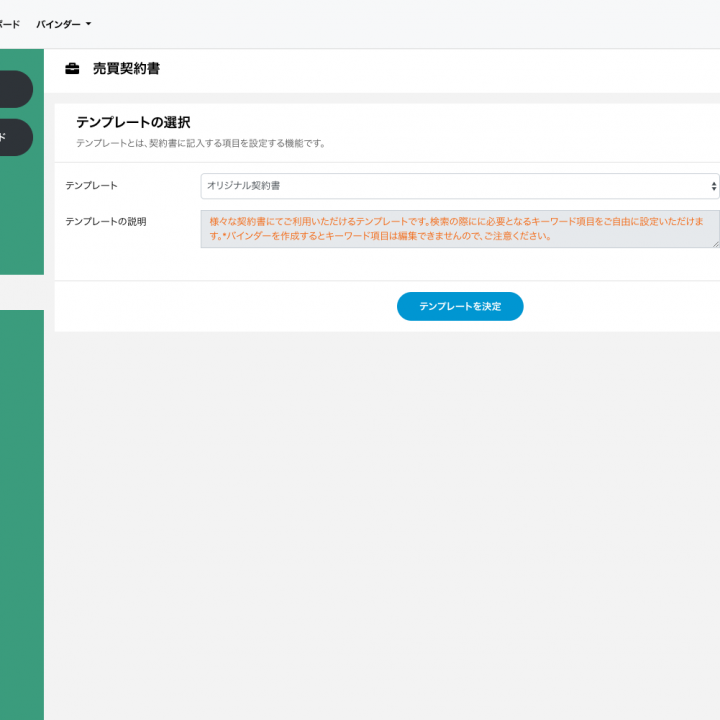 ード バインダー
売買契約書
テンプレートの選択
テンプレートとは、契約書に記入する項目を設定する機能です。
ド
テンプレート オリジナル契約書
テンプレートの説明 様々な契約書にてご利用いただけるテンプレートです。検索の際にに必要となるキーワード項目をご自由に設定いただけま
す。*バインダーを作成するとキーワード項目は編集できませんので、ご注意ください。
テンプレートを決定